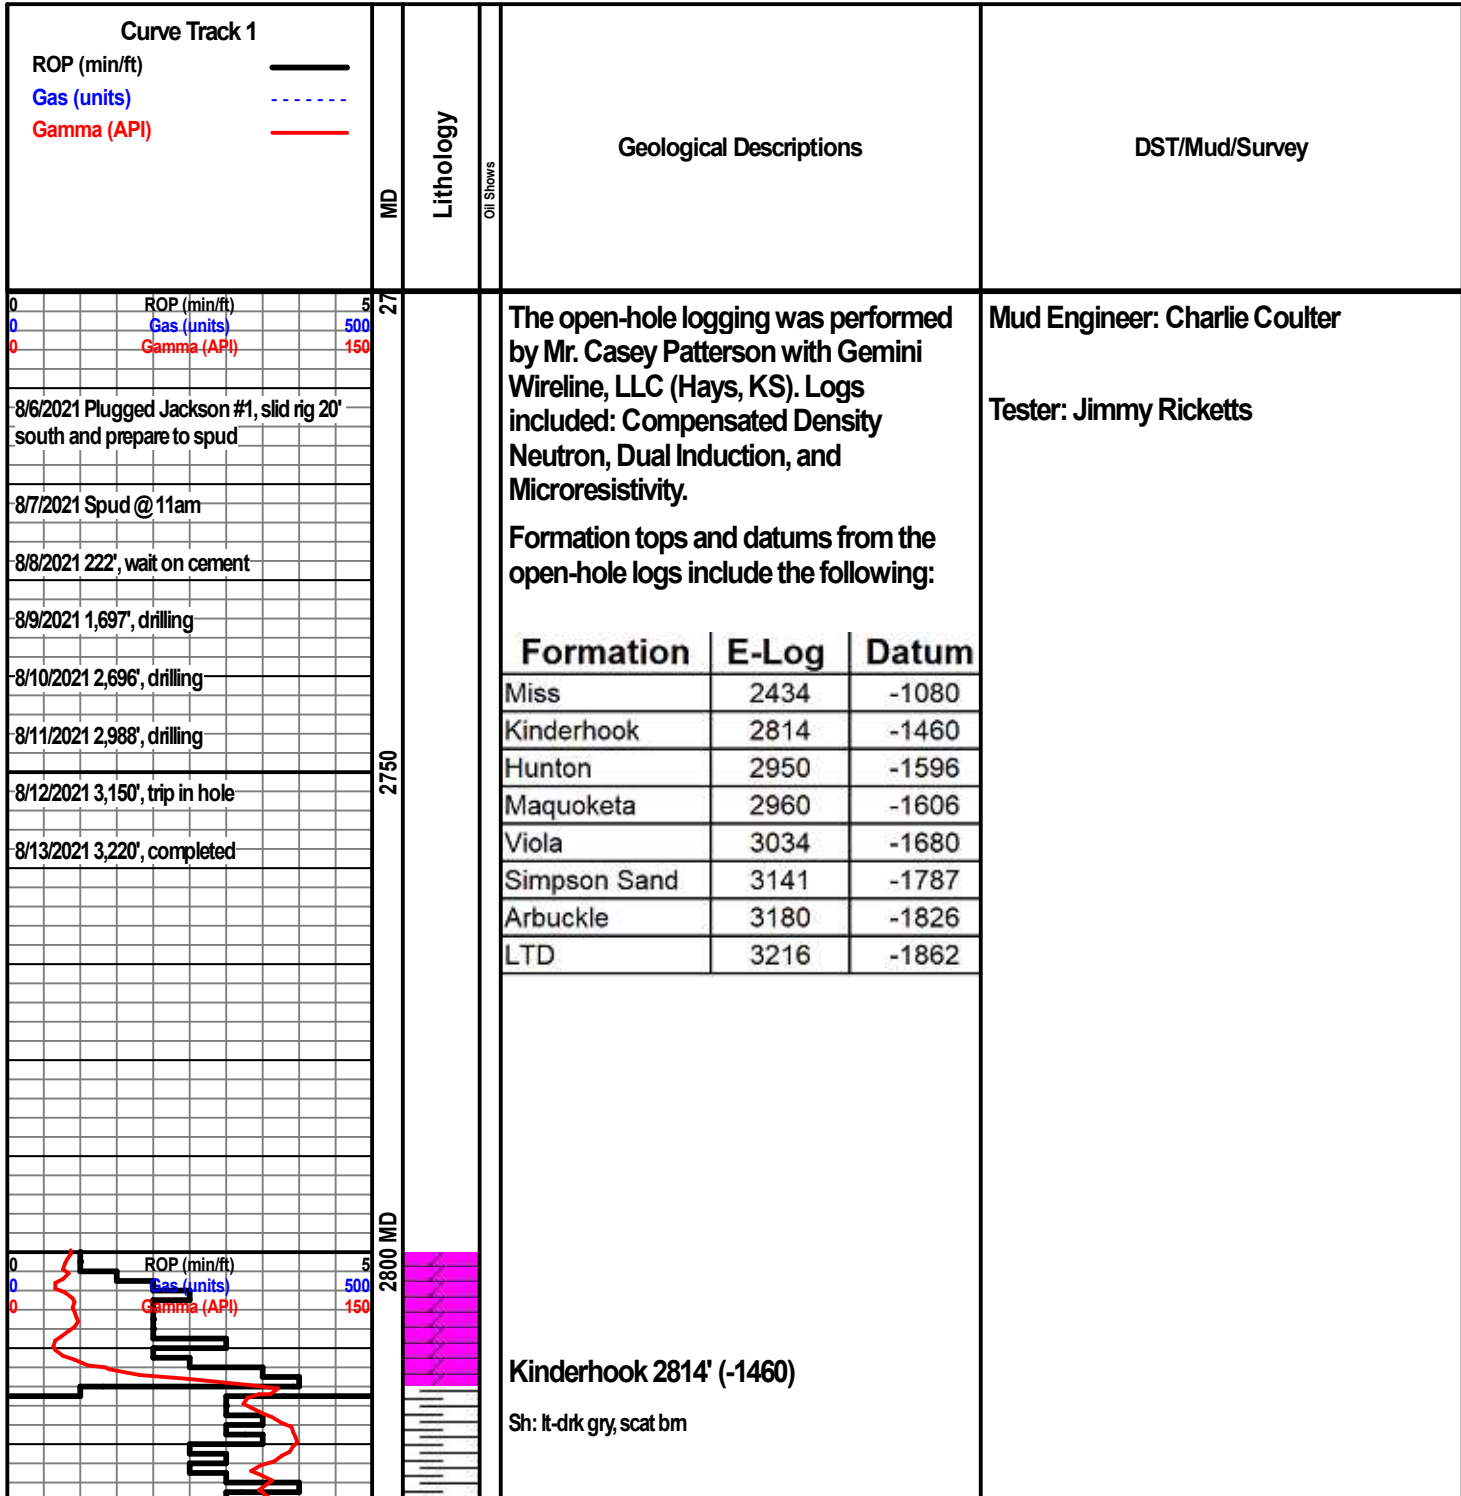 Curve Track 1
ROP (min/ft)
Gas (units)
Gamma (API)
MD
Lithology
Oil Shows
Geological Descriptions
DST/Mud/Survey
0 ROP (min/ft) 5
0 Gas (units) 500
0 Gamma (API) 150
27
8/6/2021 Plugged Jackson #1, slid rig 20'
south and prepare to spud
8/7/2021 Spud @ 11am
8/8/2021 222', wait on cement
8/9/2021 1,697', drilling
8/10/2021 2,696', drilling
8/11/2021 2,988', drilling
8/12/2021 3,150', trip in hole
8/13/2021 3,220', completed
2750
The open-hole logging was performed
by Mr. Casey Patterson with Gemini
Wireline, LLC (Hays, KS). Logs
included: Compensated Density
Neutron, Dual Induction, and
Microresistivity.
Formation tops and datums from the
open-hole logs include the following:
Formation E-Log Datum
Miss 2434 -1080
Kinderhook 2814 -1460
Hunton 2950 -1596
Maquoketa 2960 -1606
Viola 3034 -1680
Simpson Sand 3141 -1787
Arbuckle 3180 -1826
LTD 3216 -1862
Mud Engineer: Charlie Coulter
Tester: Jimmy Ricketts
0 ROP (min/ft) 5
0 Gas (units) 500
0 Gamma (API) 150
2800 MD
Kinderhook 2814' (-1460)
Sh: lt-drk gry, scat brn